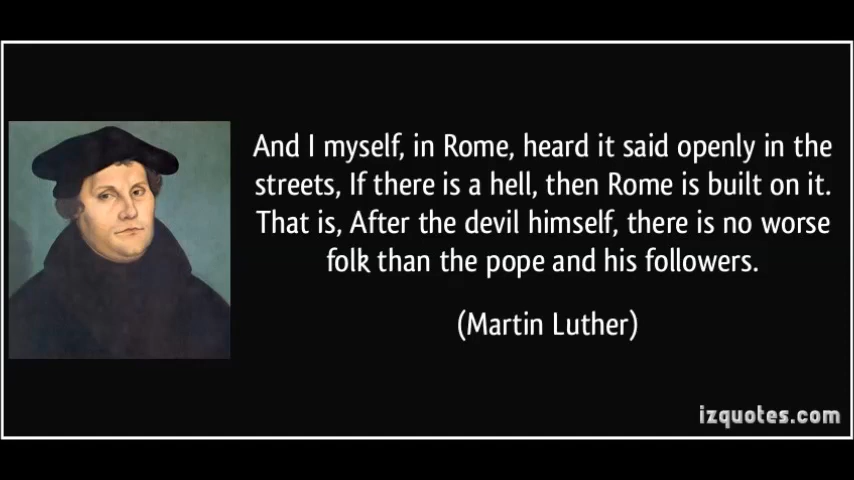 And I myself, in Rome, heard it said openly in the
streets, If there is a hell, then Rome is built on it.
That is, After the devil himself, there is no worse
folk than the pope and his followers.
(Martin Luther)
izquotes.com